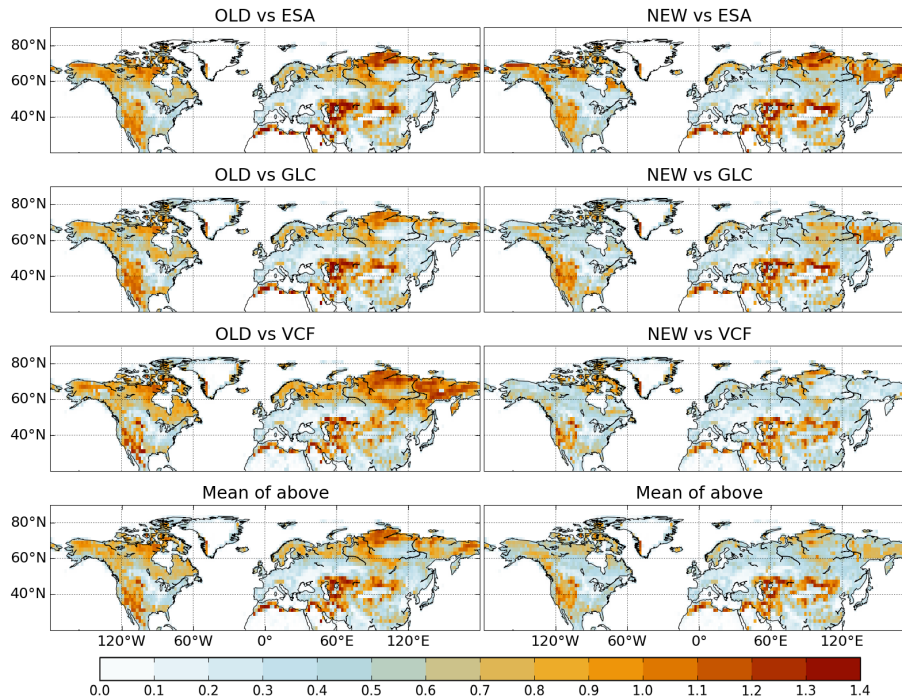 OLD vs ESA NEW vs ESA
80°N
60°N
40°N
OLD vs GLC NEW vs GLC
80°N
60°N
40°N
OLD vs VCF NEW vs VCF
80°N
60°N
40°N
Mean of above Mean of above
80°N
60°N
40°N
120°W 60°W 0° 60°E 120°E 120°W 60°W 0° 60°E 120°E
0.0 0.1 0.2 0.3 0.4 0.5 0.6 0.7 0.8 0.9 1.0 1.1 1.2 1.3 1.4